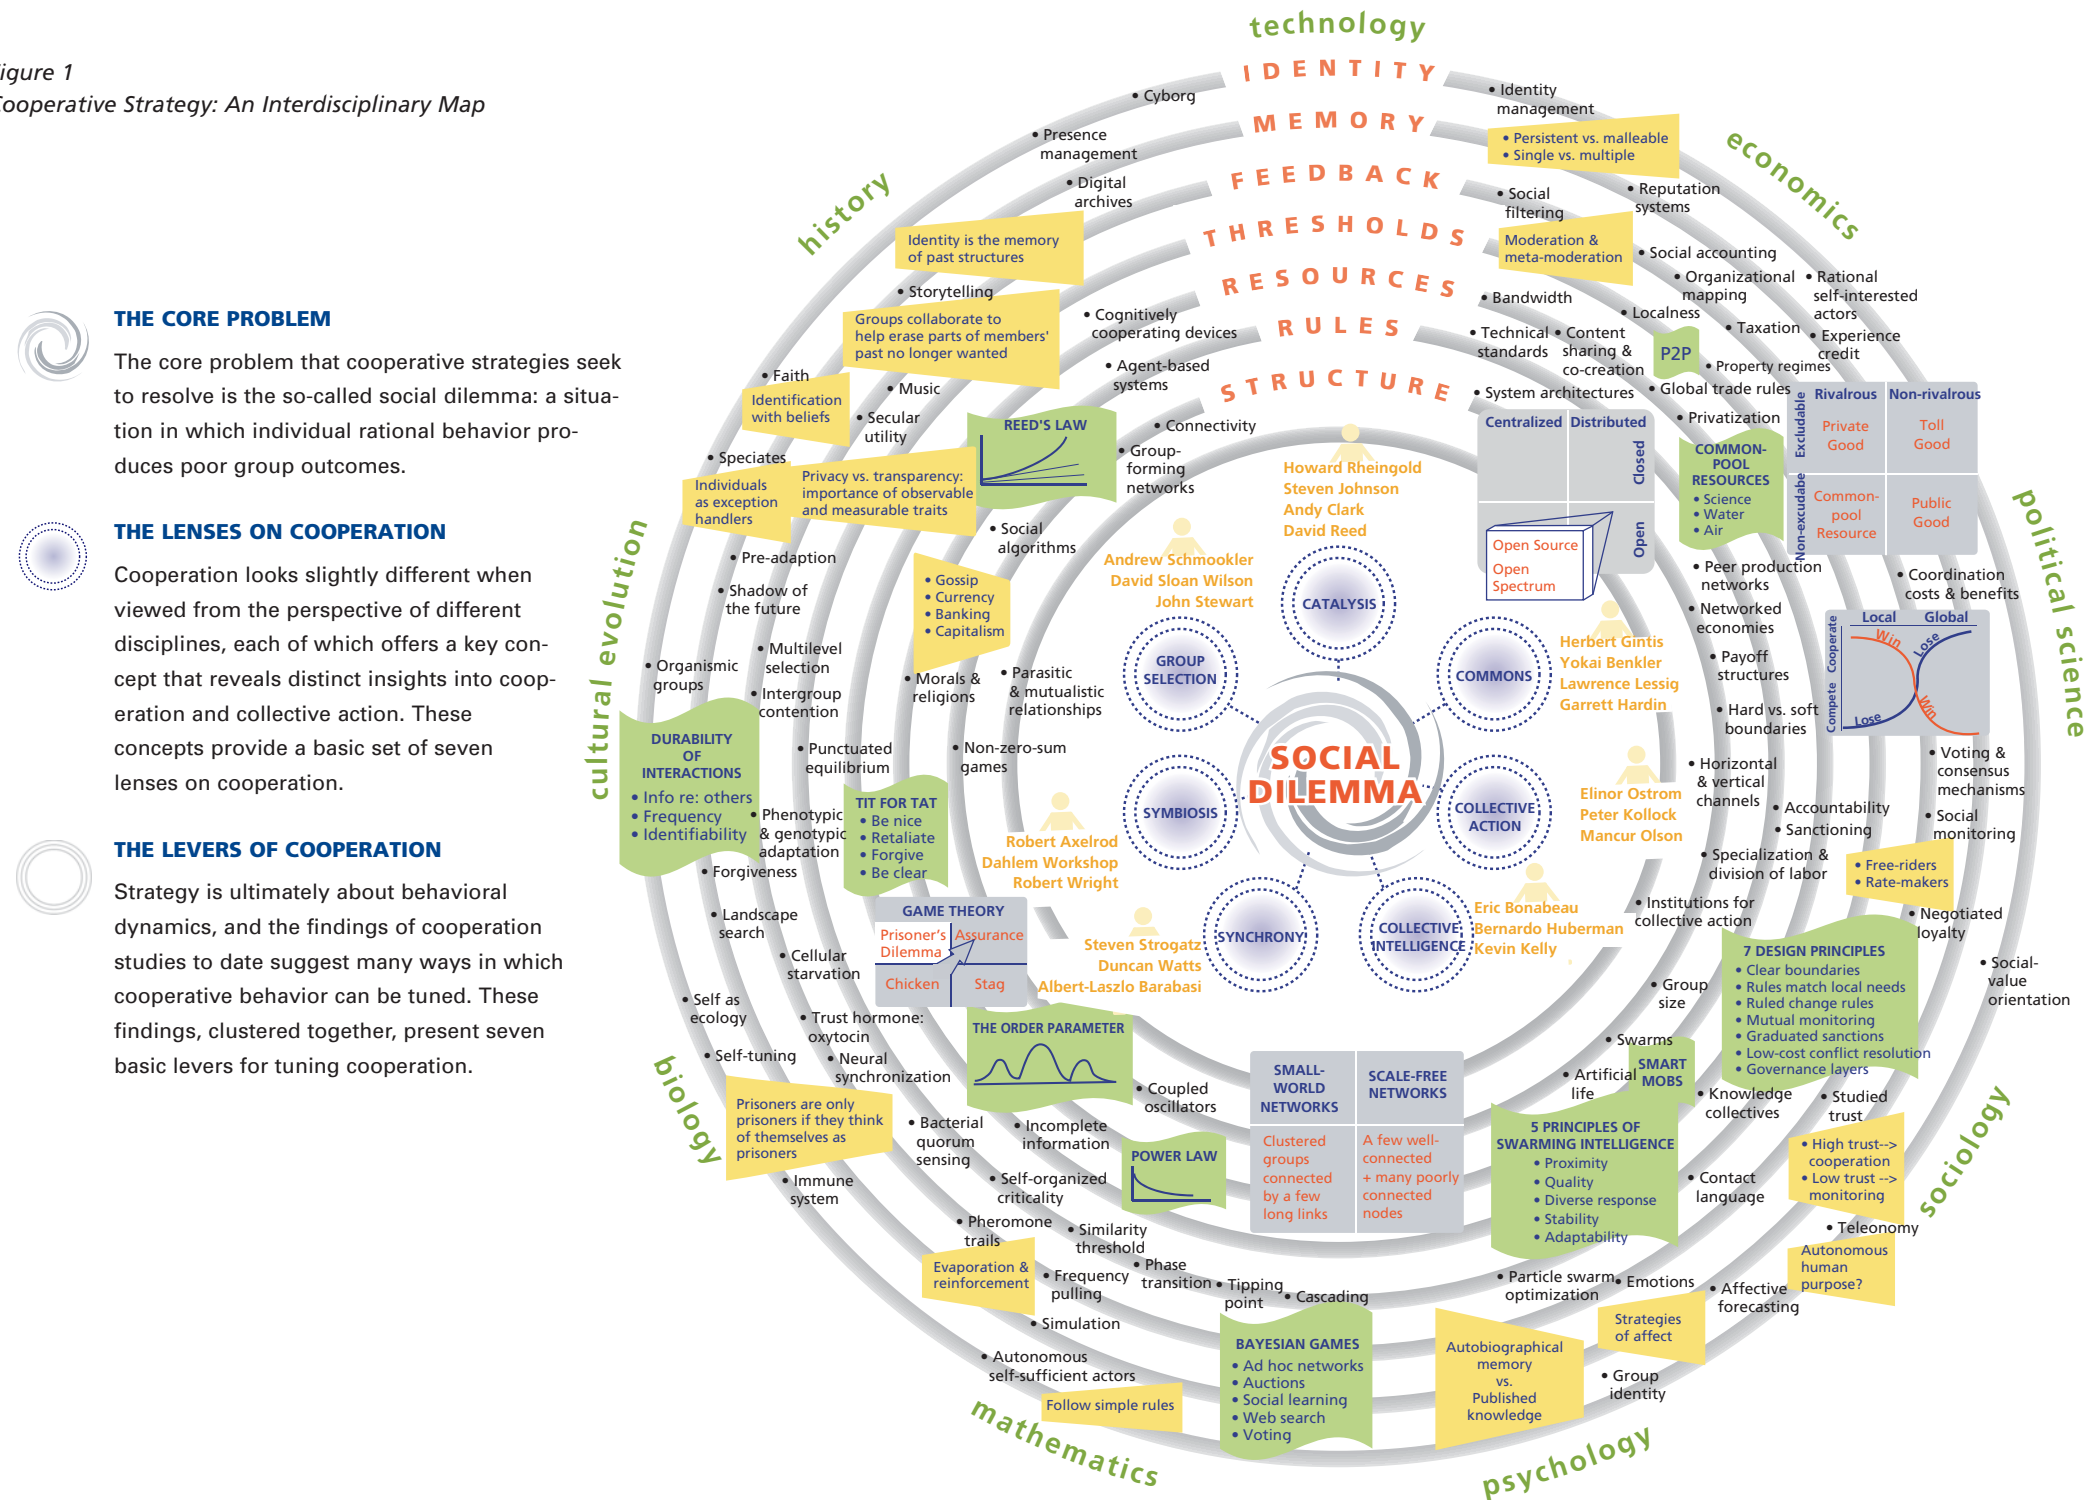 igure 1
Cooperative Strategy: An Interdisciplinary Map
THE CORE PROBLEM
The core problem that cooperative strategies seek
to resolve is the so-called social dilemma: a situa-
tion in which individual rational behavior pro-
duces poor group outcomes.
THE LENSES ON COOPERATION
Cooperation looks slightly different when
viewed from the perspective of different
disciplines, each of which offers a key con-
cept that reveals distinct insights into coop-
eration and collective action. These
concepts provide a basic set of seven
lenses on cooperation.
THE LEVERS OF COOPERATION
Strategy is ultimately about behavioral
dynamics, and the findings of cooperation
studies to date suggest many ways in which
cooperative behavior can be tuned. These
findings, clustered together, present seven
basic levers for tuning cooperation.
technology
economics
political science
sociology
psychology
mathematics
biology
cultural evolution
history
IDENTITY
MEMORY
FEEDBACK
THRESHOLDS
RESOURCES
RULES
STRUCTURE
• Cyborg
• Presence
management
• Digital
archives
Identity is the memory
of past structures
• Storytelling
Groups collaborate to
help erase parts of members'
past no longer wanted
• Cognitively
cooperating devices
• Agent-based
systems
• Faith
Identification
with beliefs
• Music
• Secular
utility
REED'S LAW
• Connectivity
• Group-
forming
networks
• Speciates
Individuals
as exception
handlers
Privacy vs. transparency:
importance of observable
and measurable traits
• Social
algorithms
• Pre-adaption
• Shadow of
the future
• Gossip
• Currency
• Banking
• Capitalism
• Multilevel
selection
• Organismic
groups
• Intergroup
contention
• Morals &
religions
• Parasitic
& mutualistic
relationships
DURABILITY
OF
INTERACTIONS
• Info re: others
• Frequency
• Identifiability
• Punctuated
equilibrium
• Non-zero-sum
games
TIT FOR TAT
• Be nice
• Retaliate
• Forgive
• Be clear
• Phenotypic
& genotypic
adaptation
• Forgiveness
• Landscape
search
GAME THEORY
Prisoner's
Dilemma
Assurance
Chicken
Stag
• Cellular
starvation
• Self as
ecology
• Trust hormone:
oxytocin
• Self-tuning
• Neural
synchronization
THE ORDER PARAMETER
• Coupled
oscillators
Prisoners are only
prisoners if they think
of themselves as
prisoners
• Bacterial
quorum
sensing
• Incomplete
information
POWER LAW
• Immune
system
• Self-organized
criticality
• Pheromone
trails
• Similarity
threshold
Evaporation &
reinforcement
• Frequency
pulling
• Phase
transition
• Tipping
point
• Cascading
• Simulation
• Autonomous
self-sufficient actors
Follow simple rules
BAYESIAN GAMES
• Ad hoc networks
• Auctions
• Social learning
• Web search
• Voting
SMALL-
WORLD
NETWORKS
SCALE-FREE
NETWORKS
Clustered
groups
connected
by a few
long links
A few well-
connected
+ many poorly
connected
nodes
Howard Rheingold
Steven Johnson
Andy Clark
David Reed
Andrew Schmookler
David Sloan Wilson
John Stewart
Herbert Gintis
Yokai Benkler
Lawrence Lessig
Garrett Hardin
Elinor Ostrom
Peter Kollock
Mancur Olson
Robert Axelrod
Dahlem Workshop
Robert Wright
Steven Strogatz
Duncan Watts
Albert-Laszlo Barabasi
Eric Bonabeau
Bernardo Huberman
Kevin Kelly
CATALYSIS
GROUP
SELECTION
COMMONS
SYMBIOSIS
COLLECTIVE
ACTION
SYNCHRONY
COLLECTIVE
INTELLIGENCE
SOCIAL
DILEMMA
• Identity
management
• Persistent vs. malleable
• Single vs. multiple
• Social
filtering
• Reputation
systems
Moderation &
meta-moderation
• Social accounting
• Organizational
mapping
• Rational
self-interested
actors
• Bandwidth
• Localness
• Taxation
• Experience
credit
• Technical
standards
• Content
sharing &
co-creation
P2P
• Property regimes
• System architectures
• Global trade rules
• Privatization
Centralized
Distributed
Closed
Open
Open Source
Open
Spectrum
COMMON-
POOL
RESOURCES
• Science
• Water
• Air
Rivalrous
Non-rivalrous
Excludable
Non-excudabe
Private
Good
Toll
Good
Common-
pool
Resource
Public
Good
• Peer production
networks
• Networked
economies
• Coordination
costs & benefits
Local
Global
Cooperate
Compete
Win
Lose
Lose
Win
• Payoff
structures
• Hard vs. soft
boundaries
• Voting &
consensus
mechanisms
• Horizontal
& vertical
channels
• Accountability
• Sanctioning
• Social
monitoring
• Specialization &
division of labor
• Free-riders
• Rate-makers
• Institutions for
collective action
• Negotiated
loyalty
7 DESIGN PRINCIPLES
• Clear boundaries
• Rules match local needs
• Ruled change rules
• Mutual monitoring
• Graduated sanctions
• Low-cost conflict resolution
• Governance layers
• Social-
value
orientation
• Group
size
• Swarms
SMART
MOBS
• Artificial
life
• Knowledge
collectives
• Studied
trust
5 PRINCIPLES OF
SWARMING INTELLIGENCE
• Proximity
• Quality
• Diverse response
• Stability
• Adaptability
• High trust-->
cooperation
• Low trust -->
monitoring
• Contact
language
• Teleonomy
Autonomous
human
purpose?
• Particle swarm
optimization
• Emotions
• Affective
forecasting
Strategies
of affect
Autobiographical
memory
vs.
Published
knowledge
• Group
identity